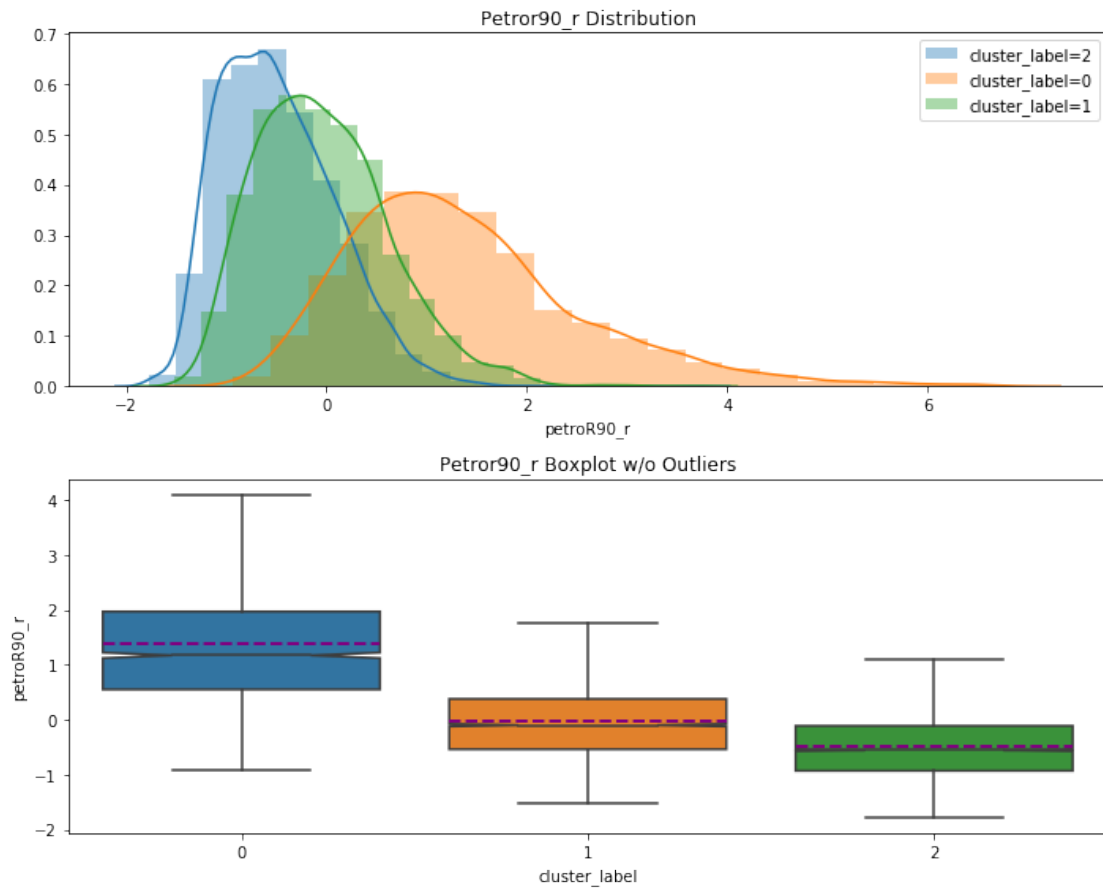 Petror90_r Distribution
0.7
0.6
0.5
0.4
0.3
0.2
0.1
0.0
cluster_label=2
cluster_label=0
cluster_label=1
−2 0 2 4 6
petroR90_r
Petror90_r Boxplot w/o Outliers
4
3
2
1
0
−1
−2
petroR90_r
0 1 2
cluster_label